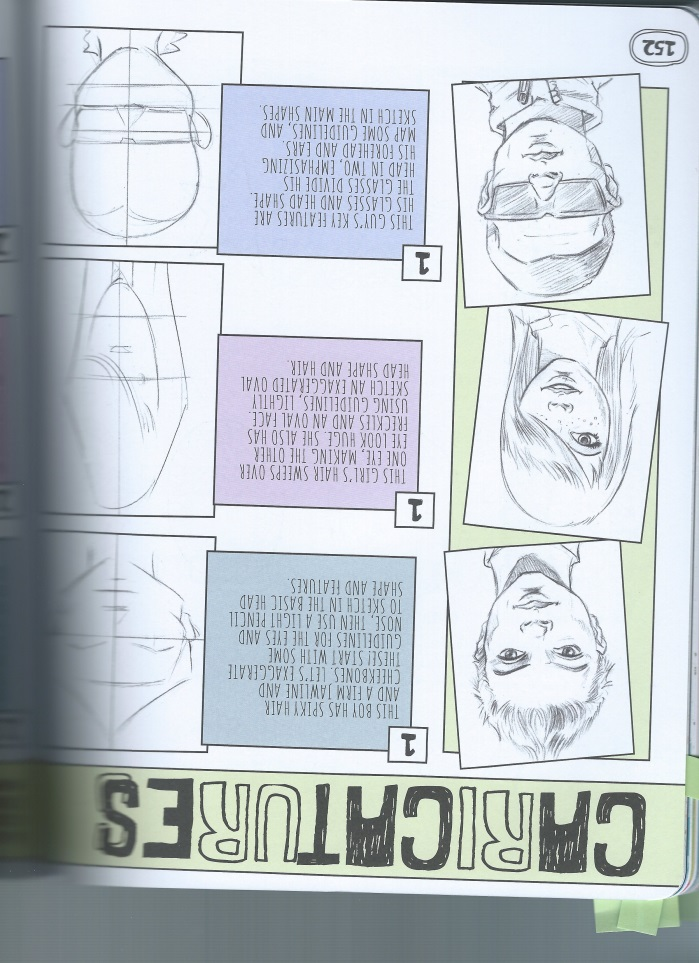 CARICATURES
1
THIS BOY HAS SPIKY HAIR
AND A FIRM JAWLINE AND
CHEEKBONES. LET'S EXAGGERATE
THESE! START WITH SOME
GUIDELINES FOR THE EYES AND
NOSE, THEN USE A LIGHT PENCIL
TO SKETCH IN THE BASIC HEAD
SHAPE AND FEATURES.
1
THIS GIRL'S HAIR SWEEPS OVER
ONE EYE, MAKING THE OTHER
EYE LOOK HUGE. SHE ALSO HAS
FRECKLES AND AN OVAL FACE.
USING GUIDELINES, LIGHTLY
SKETCH AN EXAGGERATED OVAL
HEAD SHAPE AND HAIR.
1
THIS GUY'S KEY FEATURES ARE
HIS GLASSES AND HEAD SHAPE.
THE GLASSES DIVIDE HIS
HEAD IN TWO, EMPHASIZING
HIS FOREHEAD AND EARS.
MAP SOME GUIDELINES, AND
SKETCH IN THE MAIN SHAPES.
152